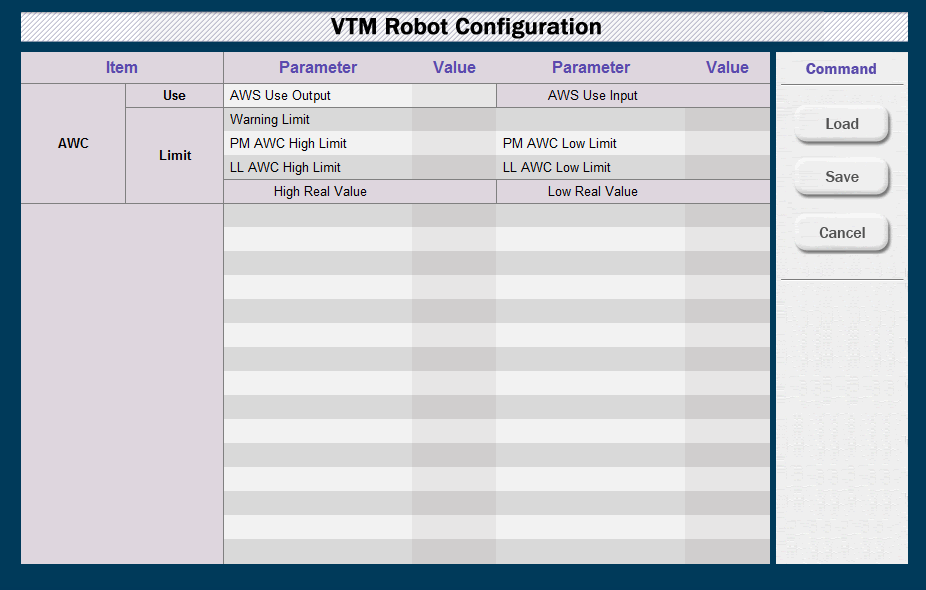 VTM Robot Configuration
Item Parameter Value Parameter Value Command
Use AWS Use Output AWS Use Input
Warning Limit
Load
AWC PM AWC High Limit PM AWC Low Limit
Limit
LL AWC High Limit LL AWC Low Limit
Save
High Real Value Low Real Value
Cancel